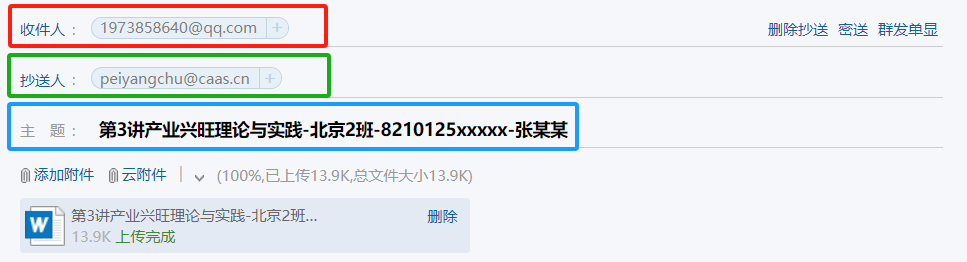 收件人： 1973858640@qq.com + 删除抄送 密送 群发单显
抄送人： peiyangchu@caas.cn +
主 题： 第3讲产业兴旺理论与实践-北京2班-8210125xxxxx-张某某
添加附件 云附件 (100%,已上传13.9K,总文件大小13.9K)
W 第3讲产业兴旺理论与实践-北京2班... 删除
13.9K 上传完成